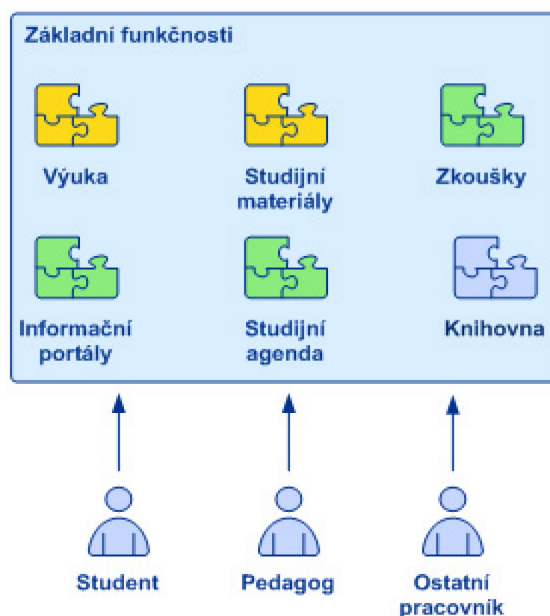 Základní funkčnosti
Výuka
Studijní
materiály
Zkoušky
Informační
portály
Studijní
agenda
Knihovna
Student
Pedagog
Ostatní
pracovník